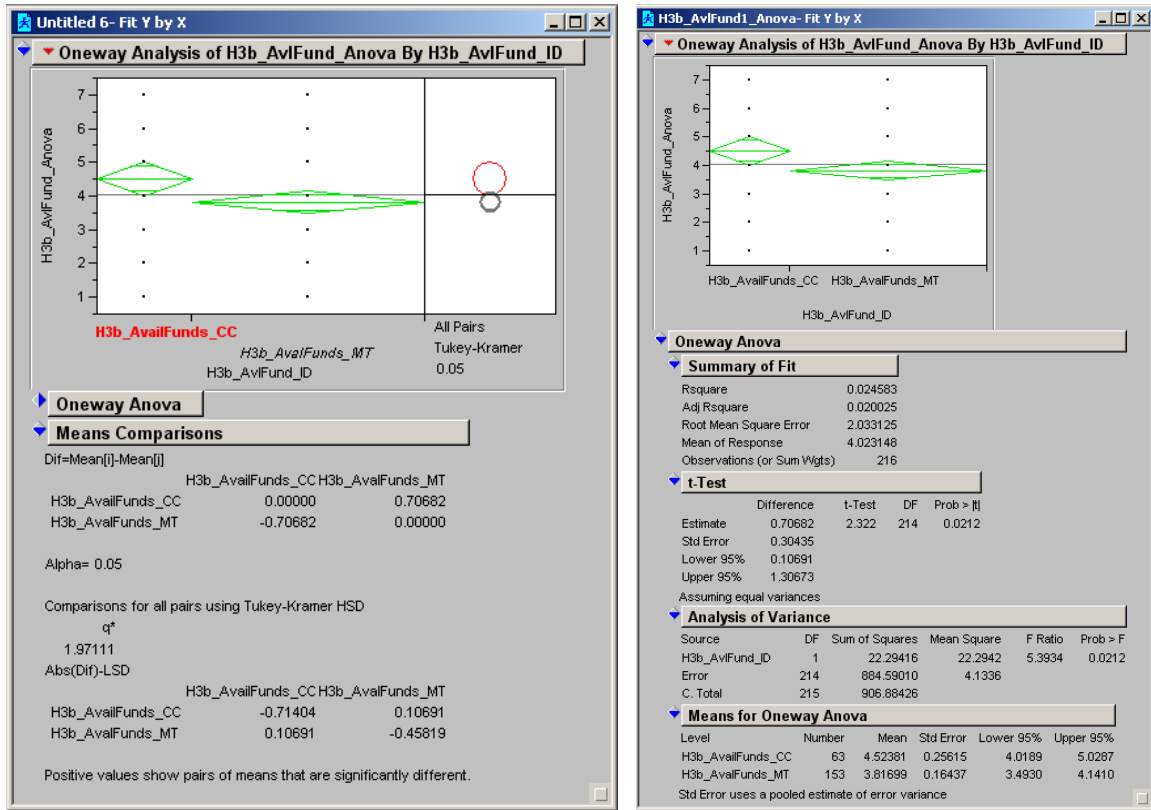 Untitled 6- Fit Y by X
Oneway Analysis of H3b_AvlFund_Anova By H3b_AvlFund_ID
H3b_AvlFund_Anova
7
6
5
4
3
2
1
H3b_AvailFunds_CC
H3b_AvalFunds_MT
H3b_AvlFund_ID
All Pairs
Tukey-Kramer
0.05
Oneway Anova
Means Comparisons
Dif=Mean[i]-Mean[j]
H3b_AvailFunds_CC H3b_AvalFunds_MT
H3b_AvailFunds_CC 0.00000 0.70682
H3b_AvailFunds_MT -0.70682 0.00000
Alpha= 0.05
Comparisons for all pairs using Tukey-Kramer HSD
q*
1.97111
Abs(Dif)-LSD
H3b_AvailFunds_CC H3b_AvalFunds_MT
H3b_AvailFunds_CC -0.71404 0.10691
H3b_AvalFunds_MT 0.10691 -0.45819
Positive values show pairs of means that are significantly different.
H3b_AvlFund1_Anova- Fit Y by X
Oneway Analysis of H3b_AvlFund_Anova By H3b_AvlFund_ID
H3b_AvlFund_Anova
7
6
5
4
3
2
1
H3b_AvailFunds_CC H3b_AvalFunds_MT
H3b_AvlFund_ID
Oneway Anova
Summary of Fit
Rsquare 0.024583
Adj Rsquare 0.020025
Root Mean Square Error 2.033125
Mean of Response 4.023148
Observations (or Sum Wgts) 216
t-Test
Difference t-Test DF Prob > |t|
Estimate 0.70682 2.322 214 0.0212
Std Error 0.30435
Lower 95% 0.10691
Upper 95% 1.30673
Assuming equal variances
Analysis of Variance
Source DF Sum of Squares Mean Square F Ratio Prob > F
H3b_AvlFund_ID 1 22.29416 22.2942 5.3934 0.0212
Error 214 884.59010 4.1336
C. Total 215 906.88426
Means for Oneway Anova
Level Number Mean Std Error Lower 95% Upper 95%
H3b_AvailFunds_CC 63 4.52381 0.25615 4.0189 5.0287
H3b_AvalFunds_MT 153 3.81699 0.16437 3.4930 4.1410
Std Error uses a pooled estimate of error variance